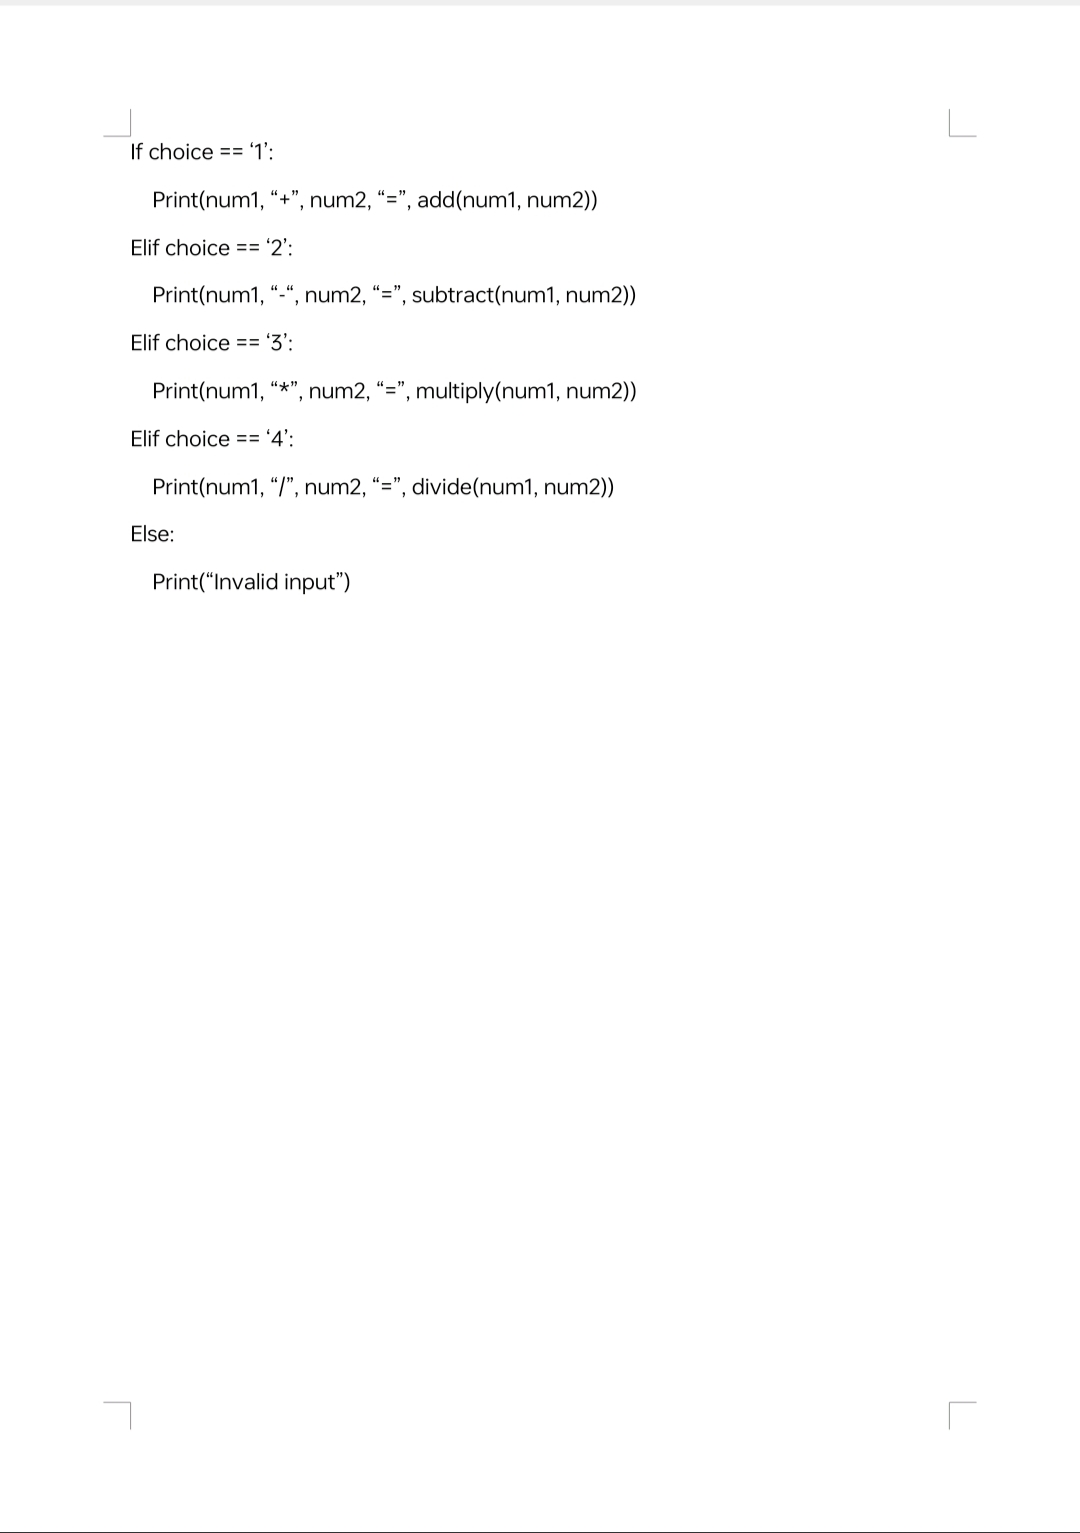 If choice == ‘1’:
Print(num1, “+”, num2, “=”, add(num1, num2))
Elif choice == ‘2’:
Print(num1, “-“, num2, “=”, subtract(num1, num2))
Elif choice == ‘3’:
Print(num1, “*”, num2, “=”, multiply(num1, num2))
Elif choice == ‘4’:
Print(num1, “/”, num2, “=”, divide(num1, num2))
Else:
Print(“Invalid input”)